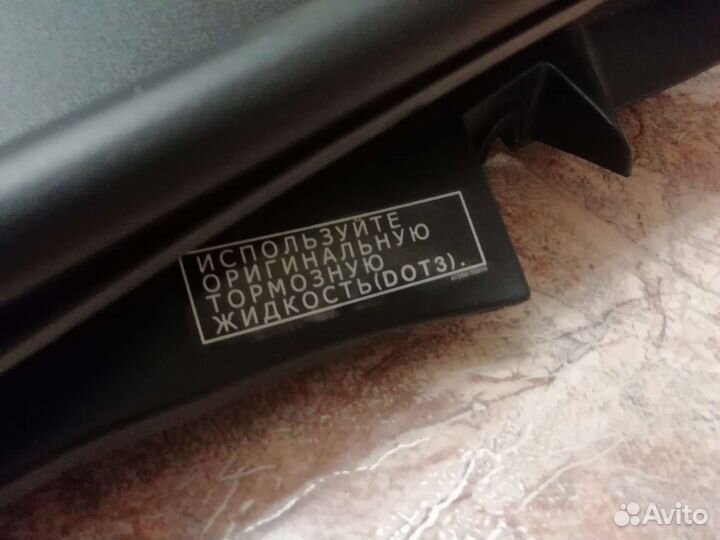 ИСПОЛЬЗУЙТЕ
ОРИГИНАЛЬНУЮ
ТОРМОЗНУЮ
ЖИДКОСТЬ(DOT3).
Avito